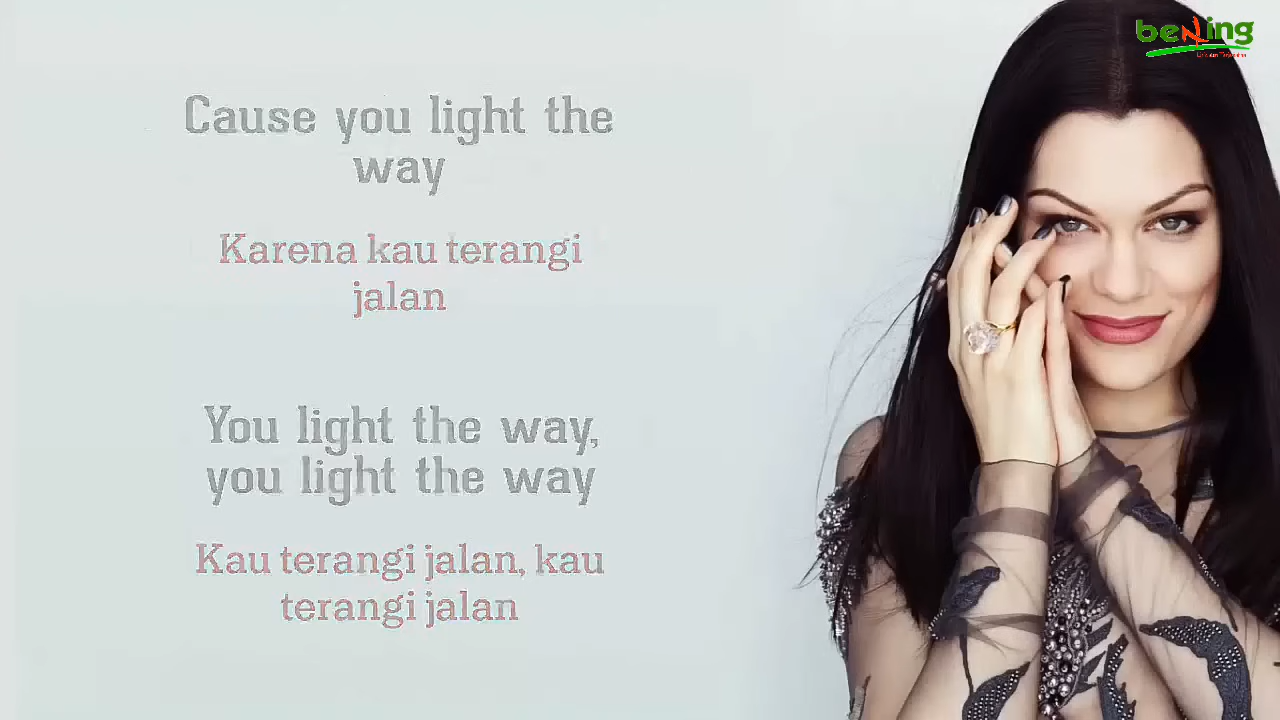 bening
Cause you light the
way
Karena kau terangi
jalan
You light the way,
you light the way
Kau terangi jalan, kau
terangi jalan